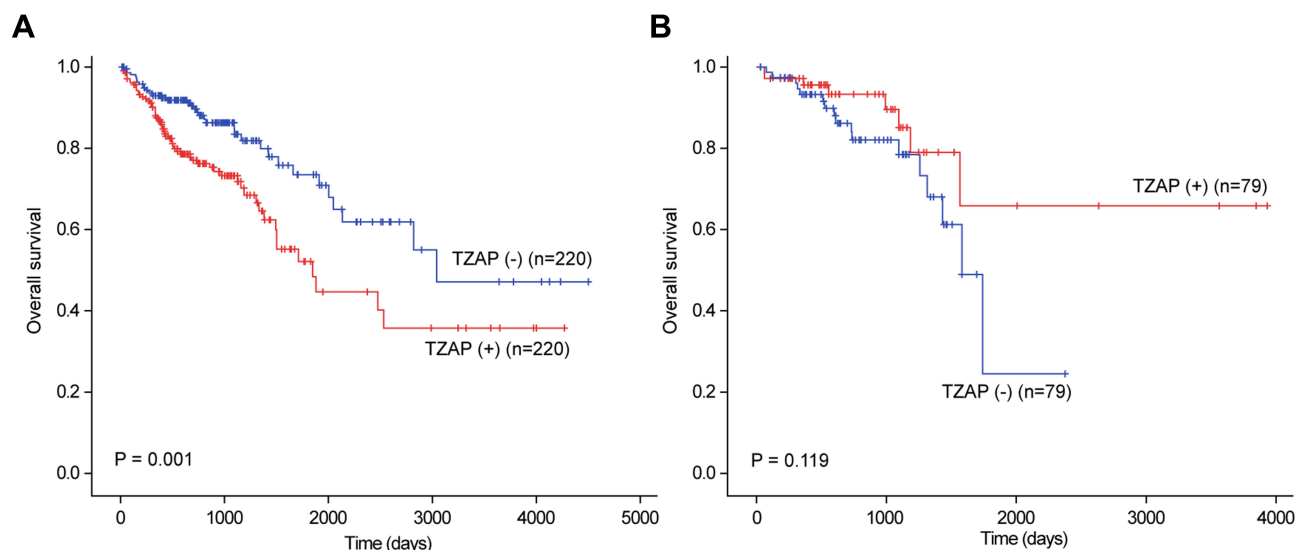 A
Overall survival
1.0
0.8
0.6
0.4
0.2
0.0
TZAP (-) (n=220)
TZAP (+) (n=220)
P = 0.001
0 1000 2000 3000 4000 5000
Time (days)
B
Overall survival
1.0
0.8
0.6
0.4
0.2
0.0
TZAP (+) (n=79)
TZAP (-) (n=79)
P = 0.119
0 1000 2000 3000 4000
Time (days)